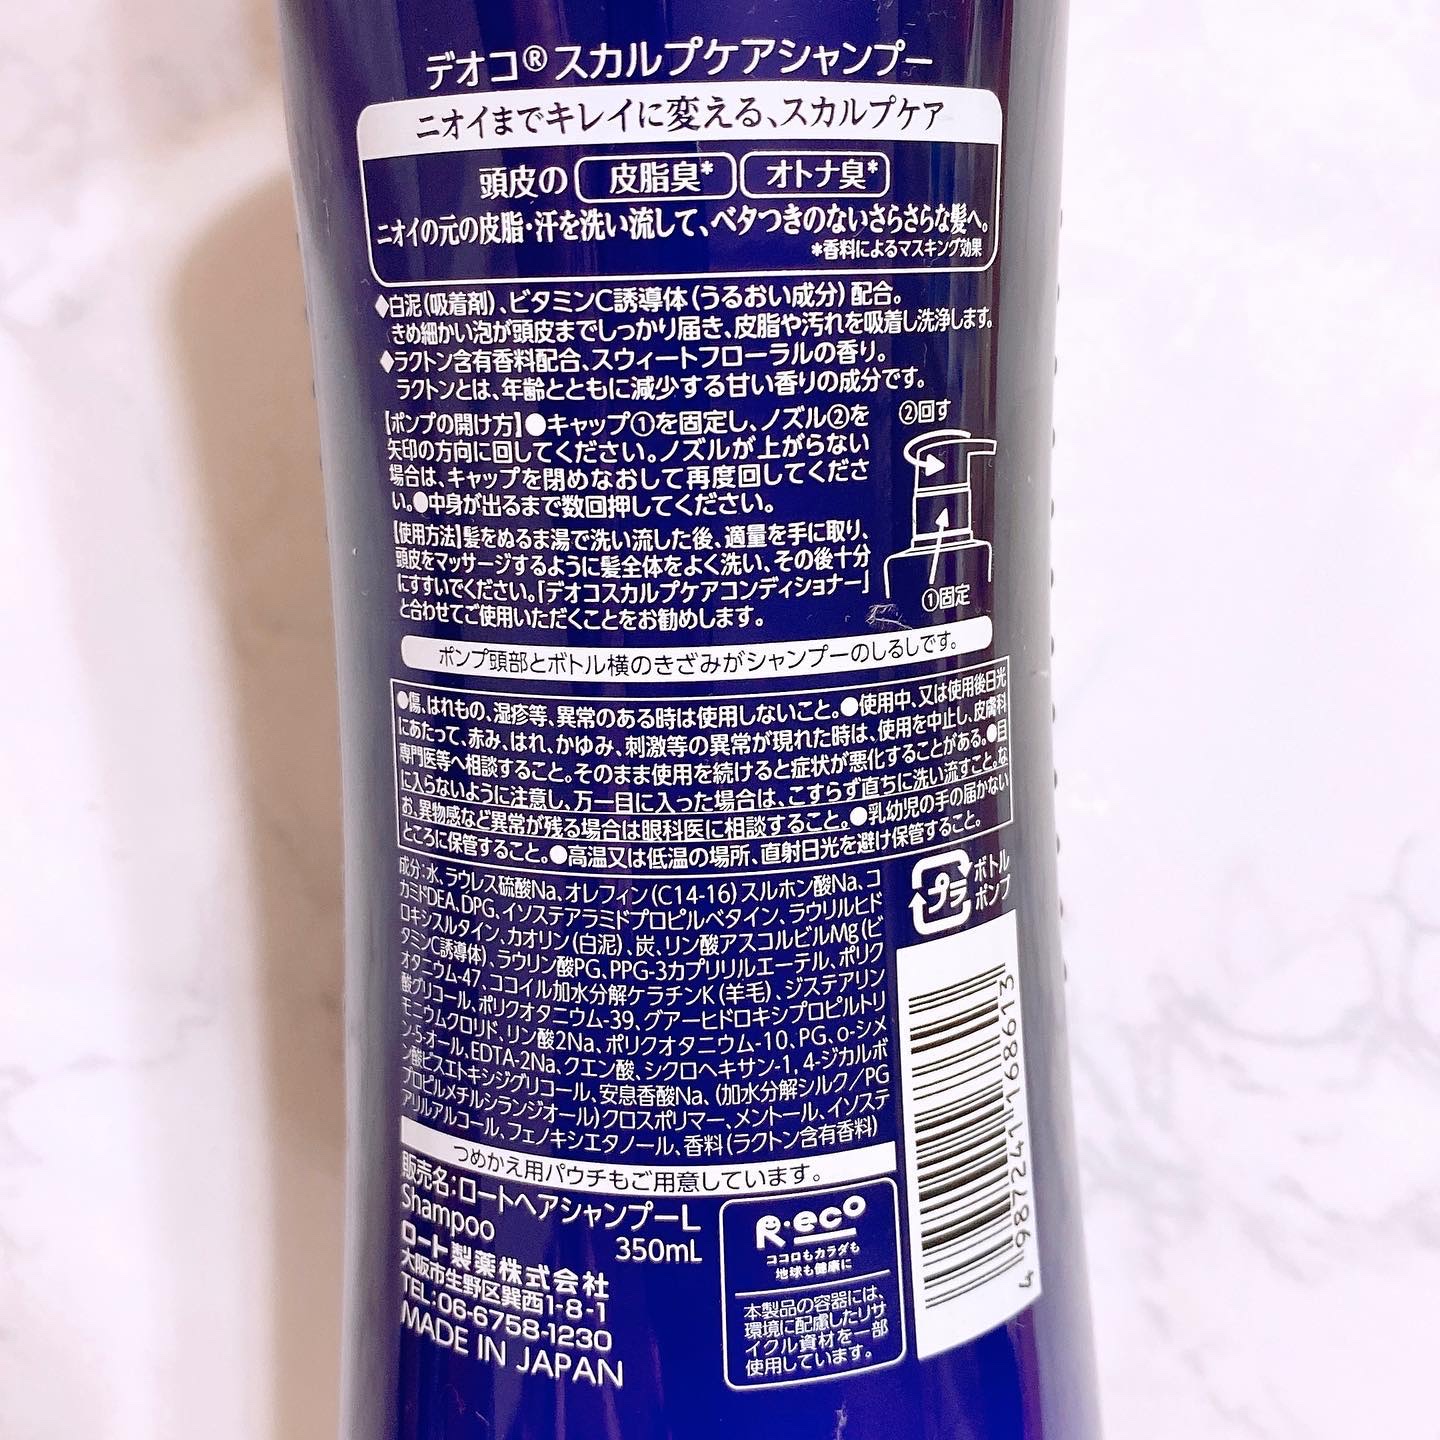 デオコ®スカルプケアシャンプー
ニオイまでキレイに変える、スカルプケア
頭皮の 皮脂臭* オトナ臭*
ニオイの元の皮脂・汗を洗い流して、ベタつきのないさらさらな髪へ。
*香料によるマスキング効果
♦白泥(吸着剤)、ビタミンC誘導体(うるおい成分)配合。
きめ細かい泡が頭皮までしっかり届き、皮脂や汚れを吸着し洗浄します。
♦ラクトン含有香料配合、スウィートフローラルの香り。
ラクトンとは、年齢とともに減少する甘い香りの成分です。
【ポンプの開け方】●キャップ①を固定し、ノズル②を
矢印の方向に回してください。ノズルが上がらない
場合は、キャップを閉めなおして再度回してくださ
い。●中身が出るまで数回押してください。
②回す
①固定
【使用方法】髪をぬるま湯で洗い流した後、適量を手に取り、
頭皮をマッサージするように髪全体をよく洗い、その後十分
にすすいでください。「デオコスカルプケアコンディショナー」
と合わせてご使用いただくことをお勧めします。
ポンプ頭部とボトル横のきざみがシャンプーのしるしです。
●傷、はれもの、湿疹等、異常のある時は使用しないこと。●使用中、又は使用後日光
にあたって、赤み、はれ、かゆみ、刺激等の異常が現れた時は、使用を中止し、皮膚科
専門医等へ相談すること。そのまま使用を続けると症状が悪化することがある。●目
に入らないように注意し、万一目に入った場合は、こすらず直ちに洗い流すこと。な
お、異物感など異常が残る場合は眼科医に相談すること。●乳幼児の手の届かない
ところに保管すること。●高温又は低温の場所、直射日光を避け保管すること。
成分:水、ラウレス硫酸Na、オレフィン(C14-16)スルホン酸Na、コ
カミドDEA、DPG、イソステアラミドプロピルベタイン、ラウリルヒド
ロキシスルタイン、カオリン(白泥)、炭、リン酸アスコルビルMg(ビ
タミンC誘導体)、ラウリン酸PG、PPG-3カプリリルエーテル、ポリク
オタニウム-47、ココイル加水分解ケラチンK(羊毛)、ジステアリン
酸グリコール、ポリクオタニウム-39、グアーヒドロキシプロピルトリ
モニウムクロリド、リン酸2Na、ポリクオタニウム-10、PG、o-シメ
ン-5-オール、EDTA-2Na、クエン酸、シクロヘキサン-1,4-ジカルボ
ン酸ビスエトキシジグリコール、安息香酸Na、(加水分解シルク/PG
プロピルメチルシランジオール)クロスポリマー、メントール、イソステ
アリルアルコール、フェノキシエタノール、香料(ラクトン含有香料)
プラ
ボトル
ポンプ
つめかえ用パウチもご用意しています。
販売名:ロートヘアシャンプーL
Shampoo 350mL
ロート製薬株式会社
大阪市生野区巽西1-8-1
TEL:06-6758-1230
MADE IN JAPAN
R・eco
ココロもカラダも
地球も健康に
本製品の容器には、
環境に配慮したリサ
イクル資材を一部
使用しています。
4 987241 168613